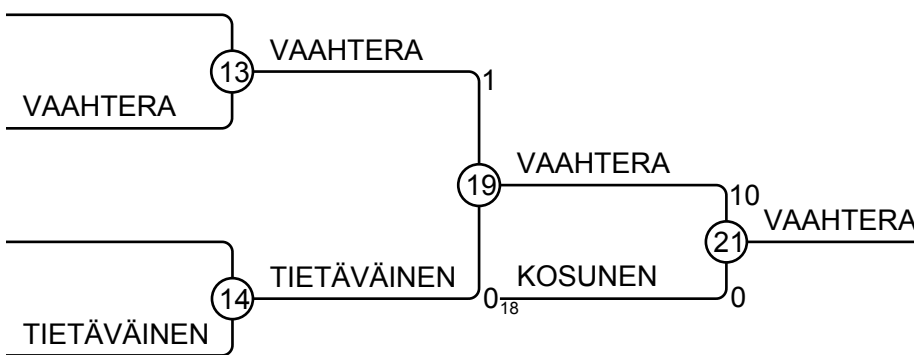 VAAHTERA
13
1
VAAHTERA
VAAHTERA
19
10
VAAHTERA
21
TIETÄVÄINEN
KOSUNEN
14
0
18
0
TIETÄVÄINEN